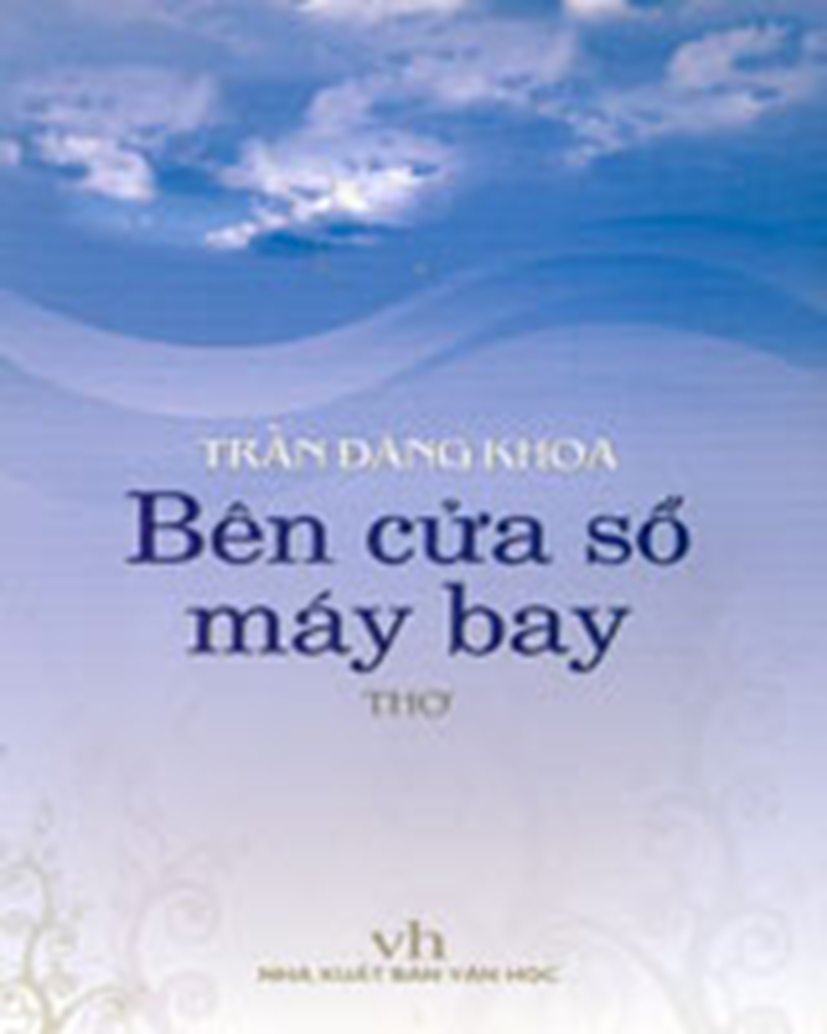 TRẦN ĐĂNG KHOA
Bên cửa sổ
máy bay
THƠ
vh
NHÀ XUẤT BẢN VĂN HỌC